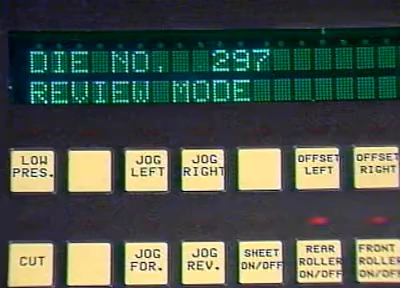 DIE NO. 297
REVIEW MODE
LOW PRES.
JOG LEFT
JOG RIGHT
OFFSET LEFT
OFFSET RIGHT
CUT
JOG FOR.
JOG REV.
SHEET ON/OFF
REAR ROLLER ON/OFF
FRONT ROLLER ON/OFF